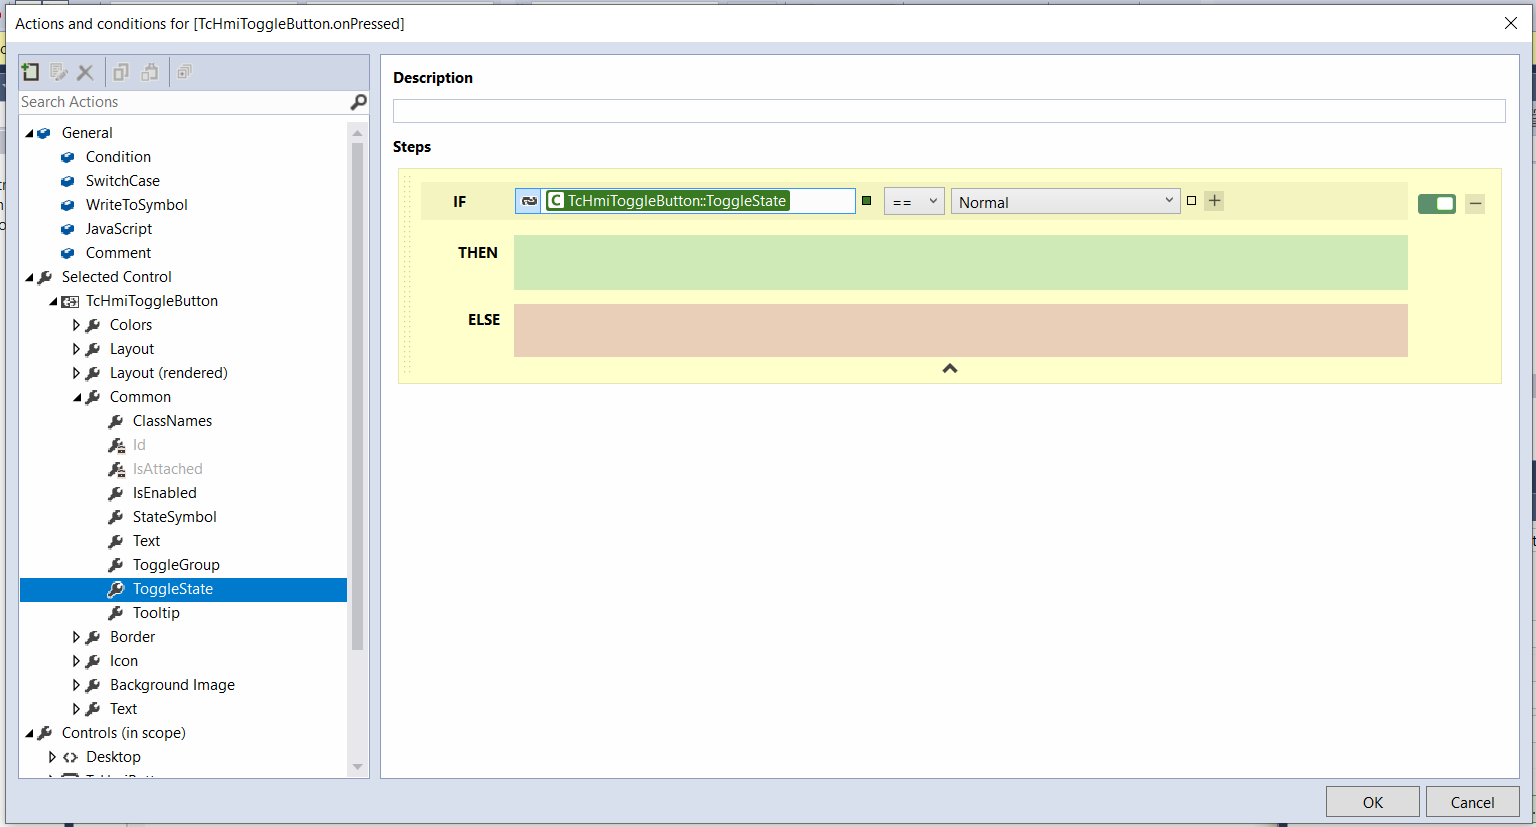 Actions and conditions for [TcHmiToggleButton.onPressed]
Search Actions
General
Condition
SwitchCase
WriteToSymbol
JavaScript
Comment
Selected Control
TcHmiToggleButton
Colors
Layout
Layout (rendered)
Common
ClassNames
Id
IsAttached
IsEnabled
StateSymbol
Text
ToggleGroup
ToggleState
Tooltip
Border
Icon
Background Image
Text
Controls (in scope)
Desktop
Description
Steps
IF C TcHmiToggleButton::ToggleState == Normal
THEN
ELSE
OK Cancel